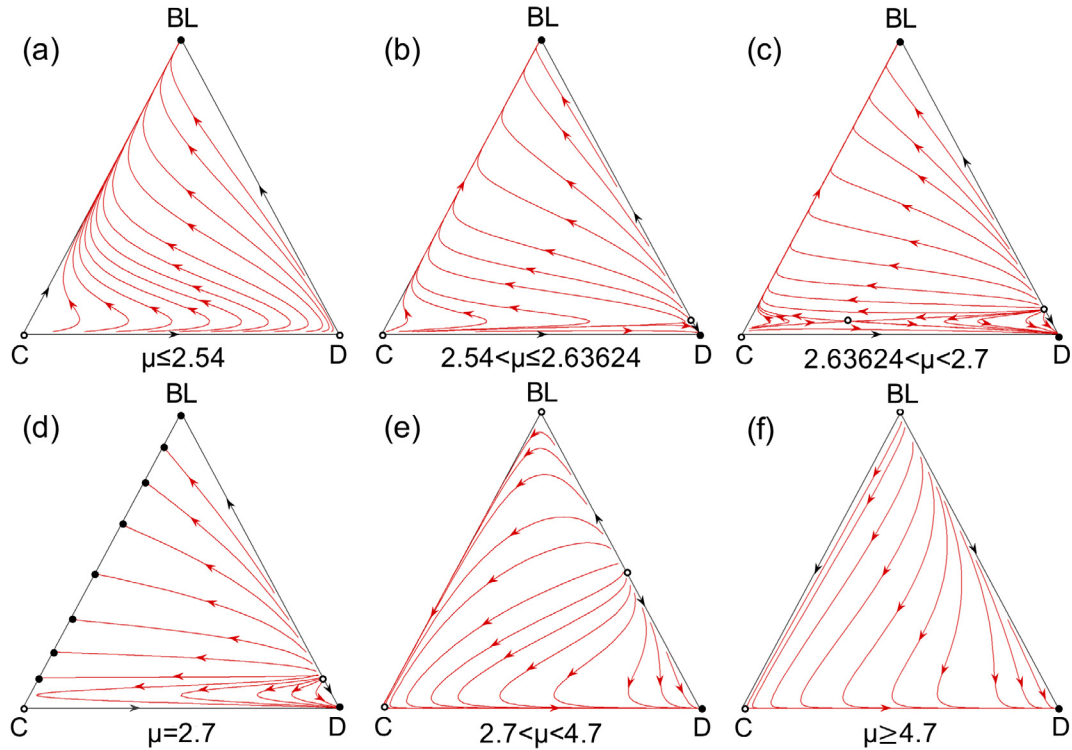 (a) BL (b) BL (c) BL
C D C D C D
μ≤2.54 2.54<μ≤2.63624 2.63624<μ<2.7
(d) BL (e) BL (f) BL
C D C D C D
μ=2.7 2.7<μ<4.7 μ≥4.7